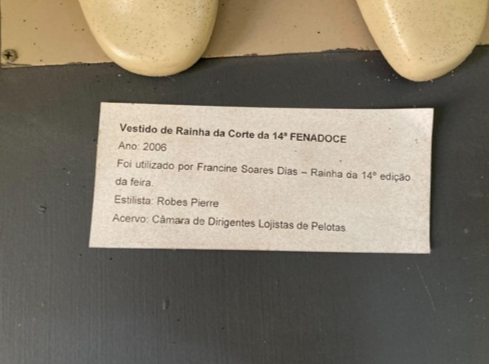 Vestido de Rainha da Corte da 14ª FENADOCE
Ano: 2006
Foi utilizado por Francine Soares Dias – Rainha da 14º edição
da feira.
Estilista: Robes Pierre
Acervo: Câmara de Dirigentes Lojistas de Pelotas